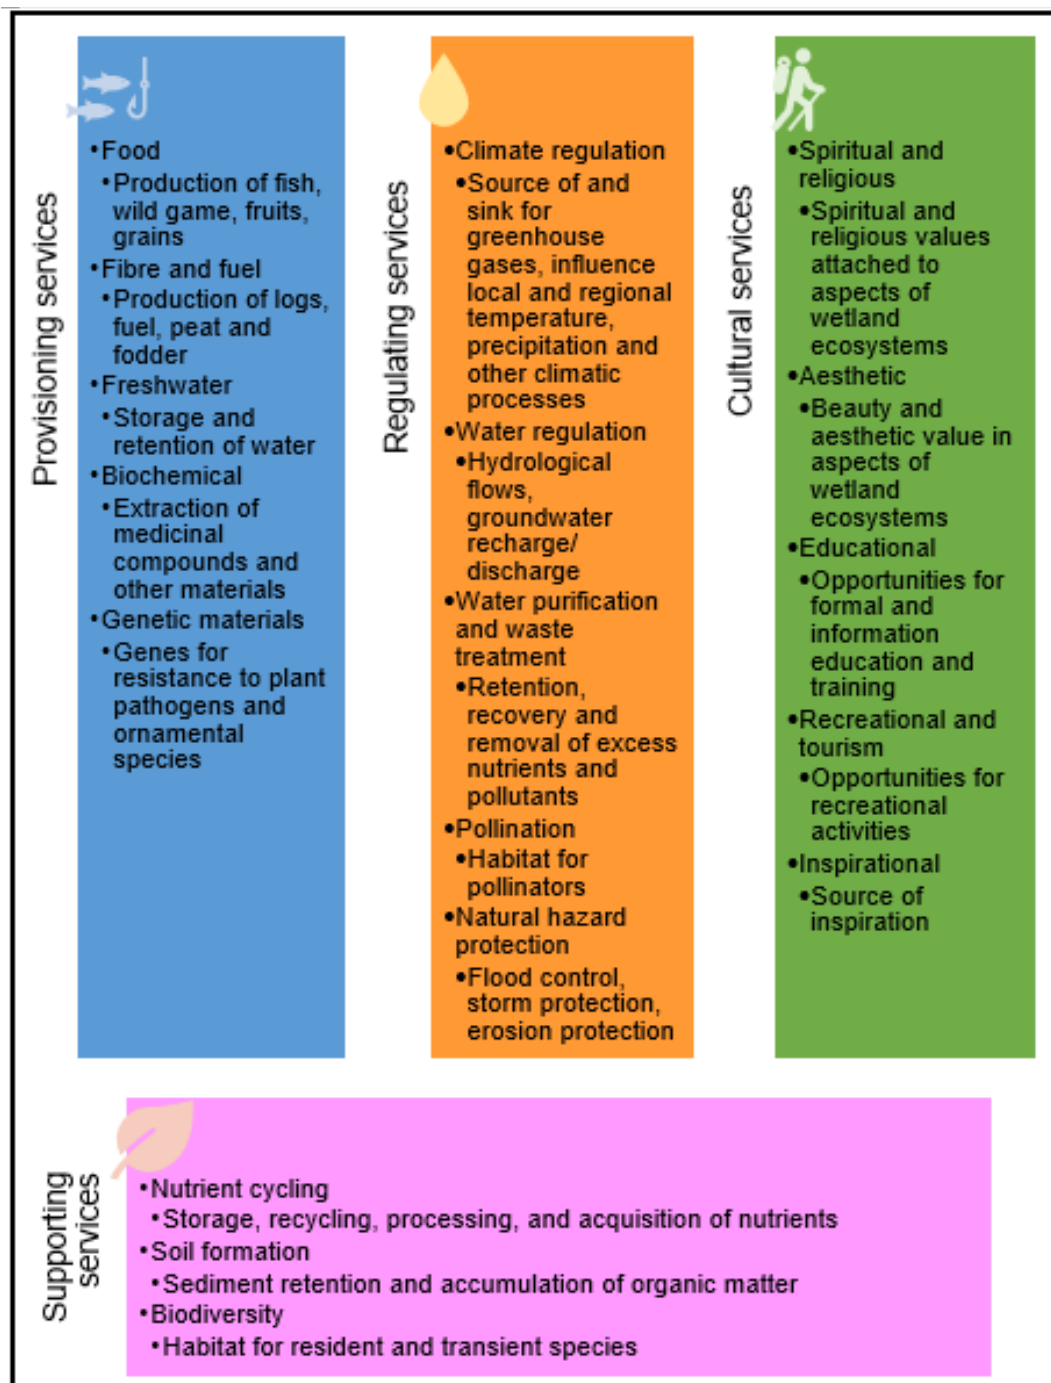 Provisioning services
•Food
•Production of fish,
wild game, fruits,
grains
•Fibre and fuel
•Production of logs,
fuel, peat and
fodder
•Freshwater
•Storage and
retention of water
•Biochemical
•Extraction of
medicinal
compounds and
other materials
•Genetic materials
•Genes for
resistance to plant
pathogens and
ornamental
species
Regulating services
•Climate regulation
•Source of and
sink for
greenhouse
gases, influence
local and regional
temperature,
precipitation and
other climatic
processes
•Water regulation
•Hydrological
flows,
groundwater
recharge/
discharge
•Water purification
and waste
treatment
•Retention,
recovery and
removal of excess
nutrients and
pollutants
•Pollination
•Habitat for
pollinators
•Natural hazard
protection
•Flood control,
storm protection,
erosion protection
Cultural services
•Spiritual and
religious
•Spiritual and
religious values
attached to
aspects of
wetland
ecosystems
•Aesthetic
•Beauty and
aesthetic value in
aspects of
wetland
ecosystems
•Educational
•Opportunities for
formal and
information
education and
training
•Recreational and
tourism
•Opportunities for
recreational
activities
•Inspirational
•Source of
inspiration
Supporting
services
•Nutrient cycling
•Storage, recycling, processing, and acquisition of nutrients
•Soil formation
•Sediment retention and accumulation of organic matter
•Biodiversity
•Habitat for resident and transient species